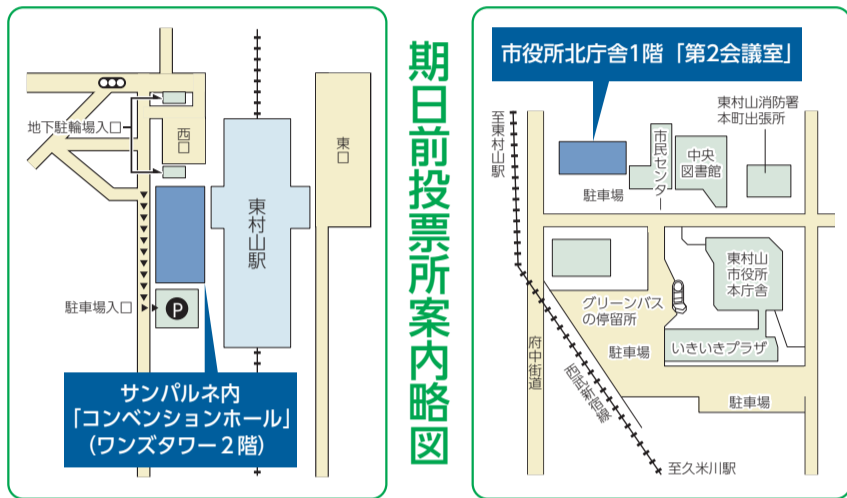 期日前投票所案内略図
地下駐輪場入口
西口
東口
東村山駅
駐車場入口
P
サンパルネ内
「コンベンションホール」
(ワンズタワー2階)
市役所北庁舎1階「第2会議室」
至東村山駅
市民センター
中央
図書館
東村山消防署
本町出張所
駐車場
東村山
市役所
本庁舎
グリーンバス
の停留所
駐車場
いきいきプラザ
府中街道
西武新宿線
駐車場
至久米川駅